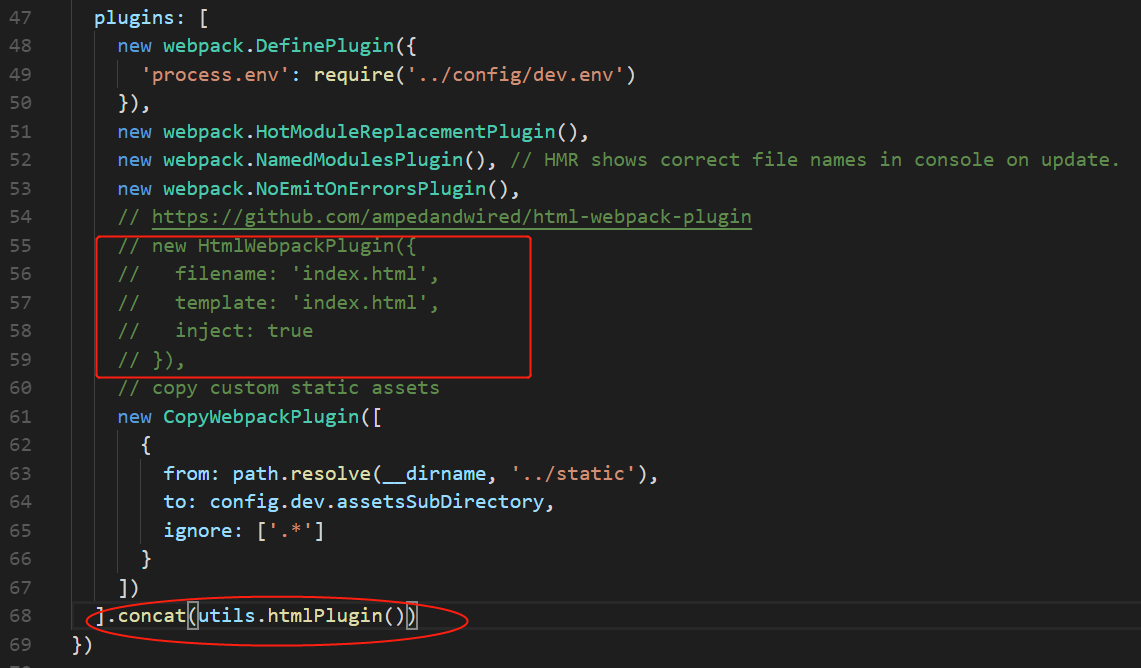 47 plugins: [
48 new webpack.DefinePlugin({
49 'process.env': require('../config/dev.env')
50 }),
51 new webpack.HotModuleReplacementPlugin(),
52 new webpack.NamedModulesPlugin(), // HMR shows correct file names in console on update.
53 new webpack.NoEmitOnErrorsPlugin(),
54 // https://github.com/ampedandwired/html-webpack-plugin
55 // new HtmlWebpackPlugin({
56 //   filename: 'index.html',
57 //   template: 'index.html',
58 //   inject: true
59 // }),
60 // copy custom static assets
61 new CopyWebpackPlugin([
62 {
63 from: path.resolve(__dirname, '../static'),
64 to: config.dev.assetsSubDirectory,
65 ignore: ['.*']
66 }
67 ])
68 ].concat(utils.htmlPlugin())
69 })